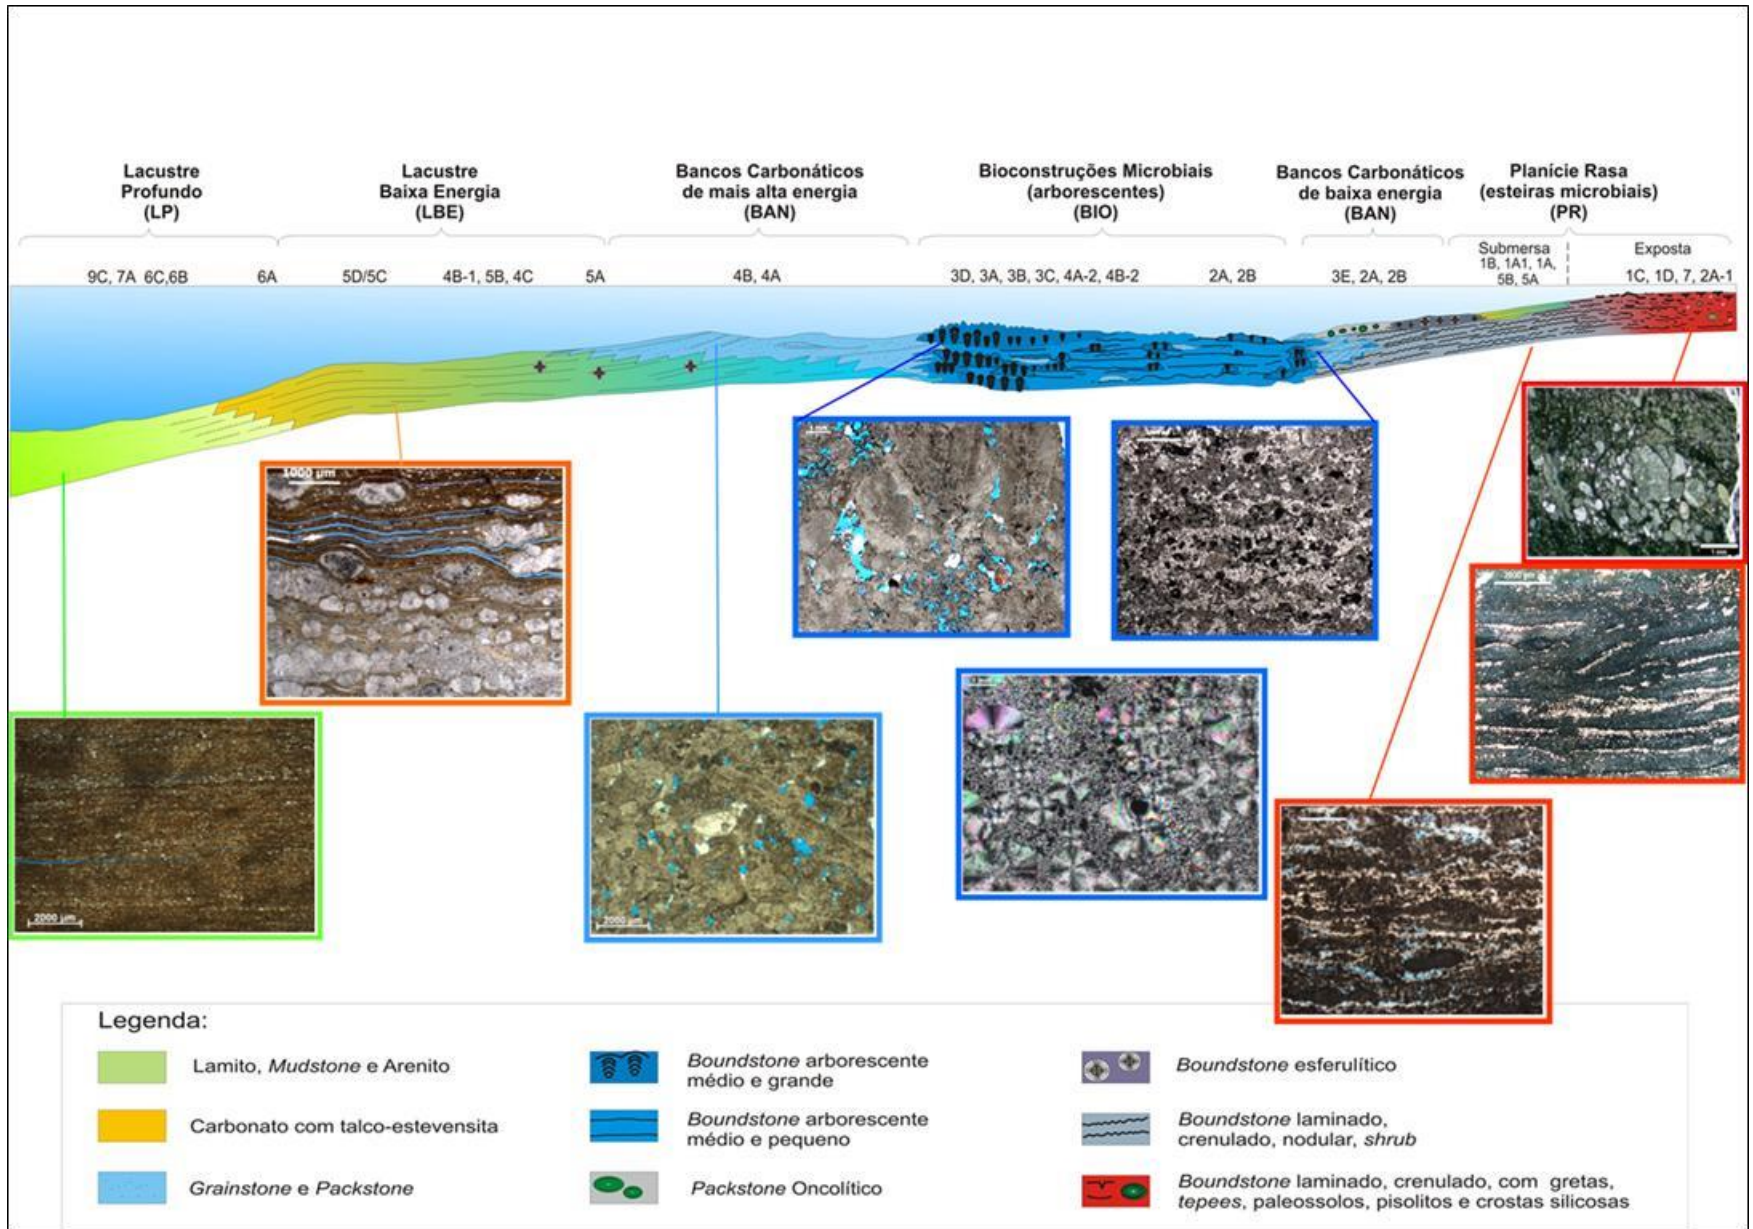 Lacustre
Profundo
(LP)
Lacustre
Baixa Energia
(LBE)
Bancos Carbonáticos
de mais alta energia
(BAN)
Bioconstruções Microbiais
(arborescentes)
(BIO)
Bancos Carbonáticos
de baixa energia
(BAN)
Planície Rasa
(esteiras microbiais)
(PR)
Submersa
Exposta
9C, 7A 6C,6B
6A
5D/5C
4B-1, 5B, 4C
5A
4B, 4A
3D, 3A, 3B, 3C, 4A-2, 4B-2
2A, 2B
3E, 2A, 2B
1B, 1A1, 1A,
5B, 5A
1C, 1D, 7, 2A-1
1000 µm
1 mm
2000 µm
2000 µm
2000 µm
Legenda:
Lamito, Mudstone e Arenito
Carbonato com talco-estevensita
Grainstone e Packstone
Boundstone arborescente
médio e grande
Boundstone arborescente
médio e pequeno
Packstone Oncolítico
Boundstone esferulítico
Boundstone laminado,
crenulado, nodular, shrub
Boundstone laminado, crenulado, com gretas,
tepees, paleossolos, pisolitos e crostas silicosas